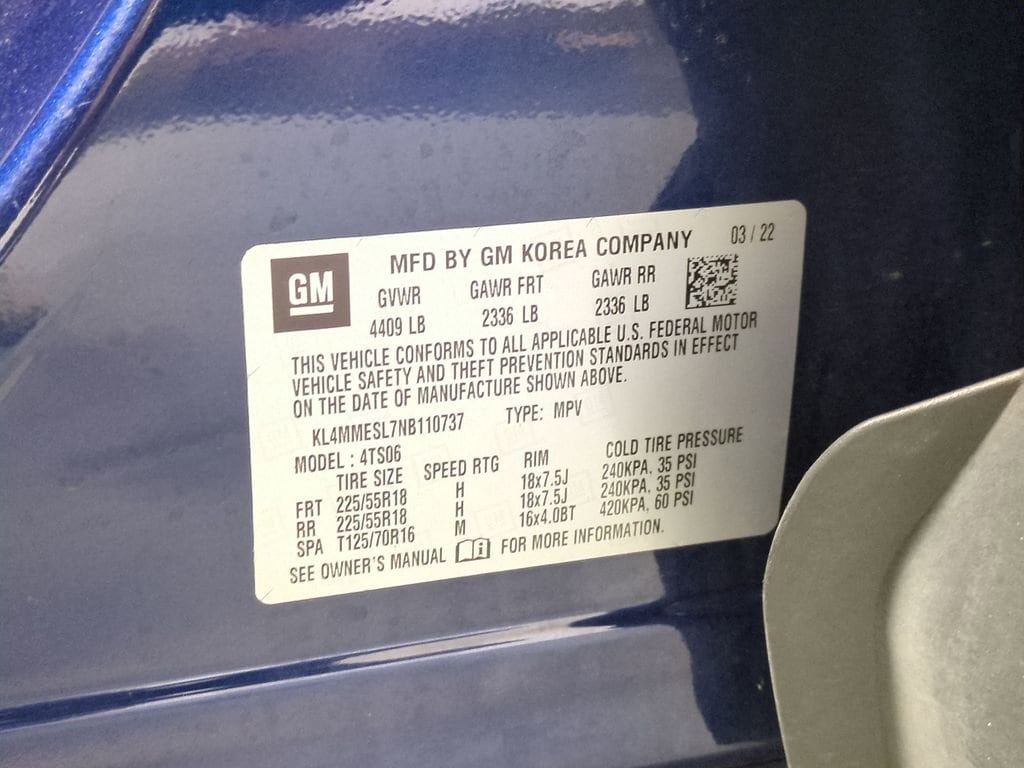 GM
MFD BY GM KOREA COMPANY 03 / 22
GVWR GAWR FRT GAWR RR
4409 LB 2336 LB 2336 LB
THIS VEHICLE CONFORMS TO ALL APPLICABLE U.S. FEDERAL MOTOR
VEHICLE SAFETY AND THEFT PREVENTION STANDARDS IN EFFECT
ON THE DATE OF MANUFACTURE SHOWN ABOVE.
KL4MMESL7NB110737 TYPE: MPV
MODEL : 4TS06
TIRE SIZE SPEED RTG RIM COLD TIRE PRESSURE
FRT 225/55R18 H 18x7.5J 240KPA, 35 PSI
RR 225/55R18 H 18x7.5J 240KPA, 35 PSI
SPA T125/70R16 M 16x4.0BT 420KPA, 60 PSI
SEE OWNER'S MANUAL FOR MORE INFORMATION.